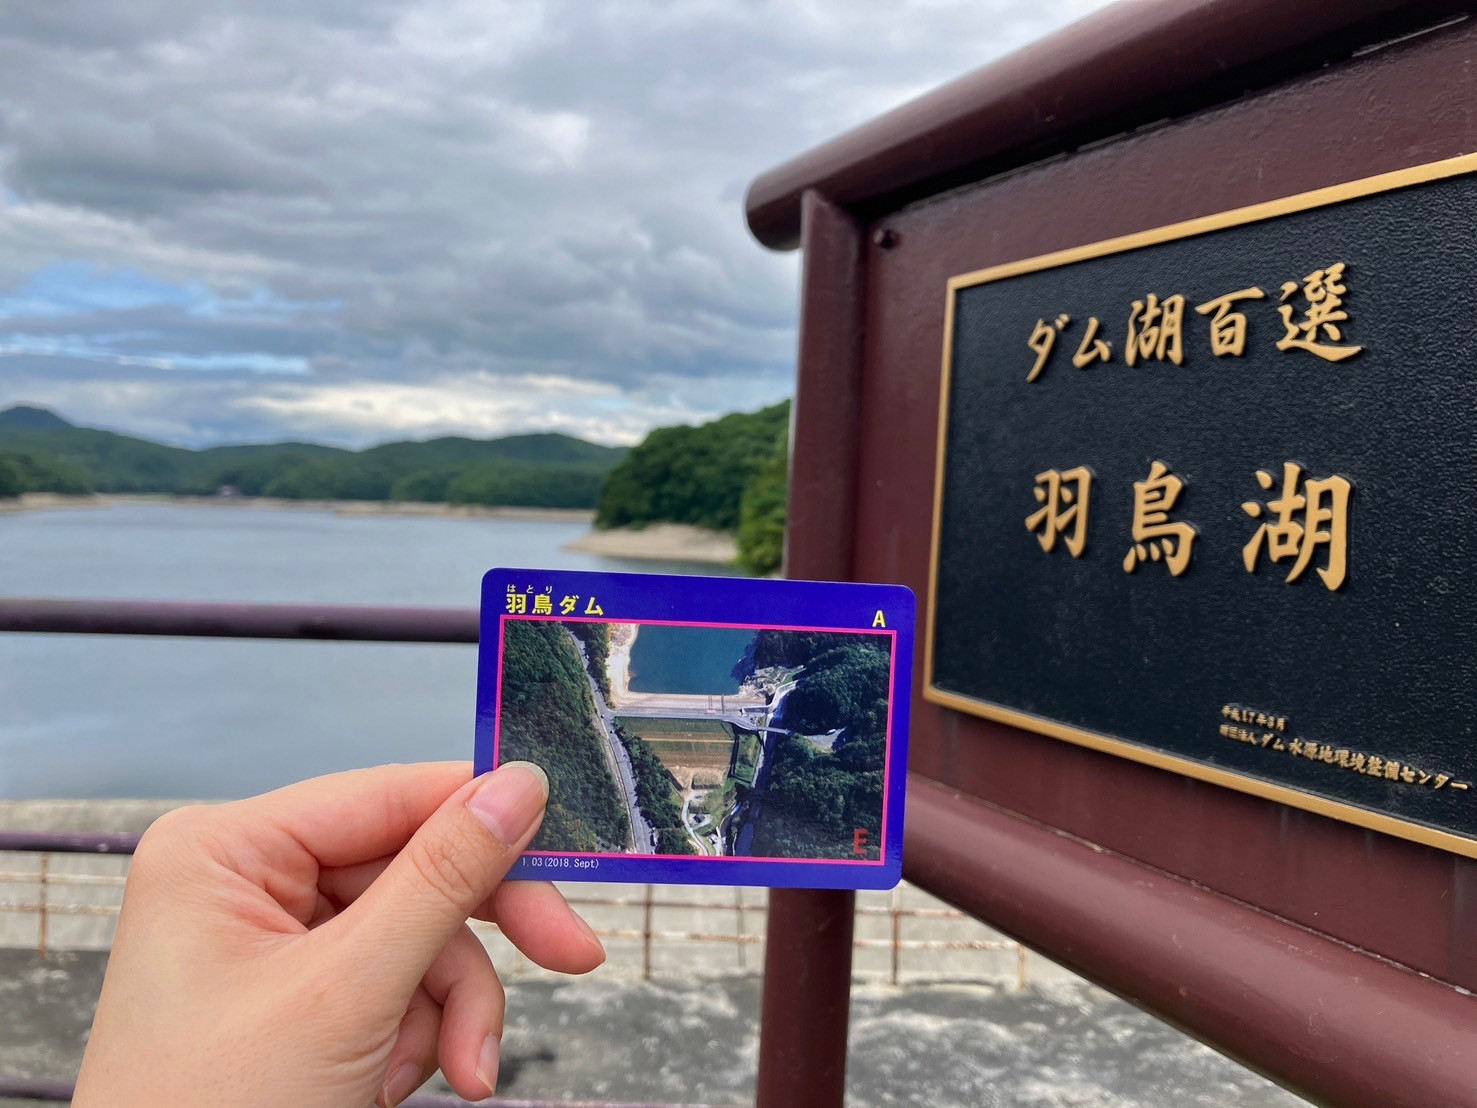 ダム湖百選
羽鳥湖
平成17年3月
財団法人 ダム水源地環境整備センター
はとり
羽鳥ダム
A
E
1.03(2018.Sept)